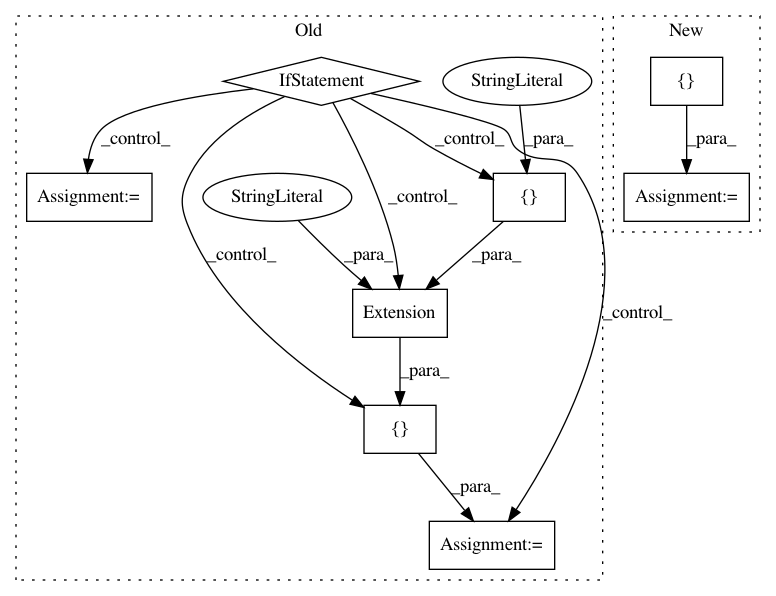 Old
New
IfStatement
StringLiteral
{}
_control_
_control_
_para_
_para_
Assignment:=
StringLiteral
_control_
{}
Assignment:=
_control_
_para_
_para_
Extension
_control_
_para_
{}
_para_
Assignment:=